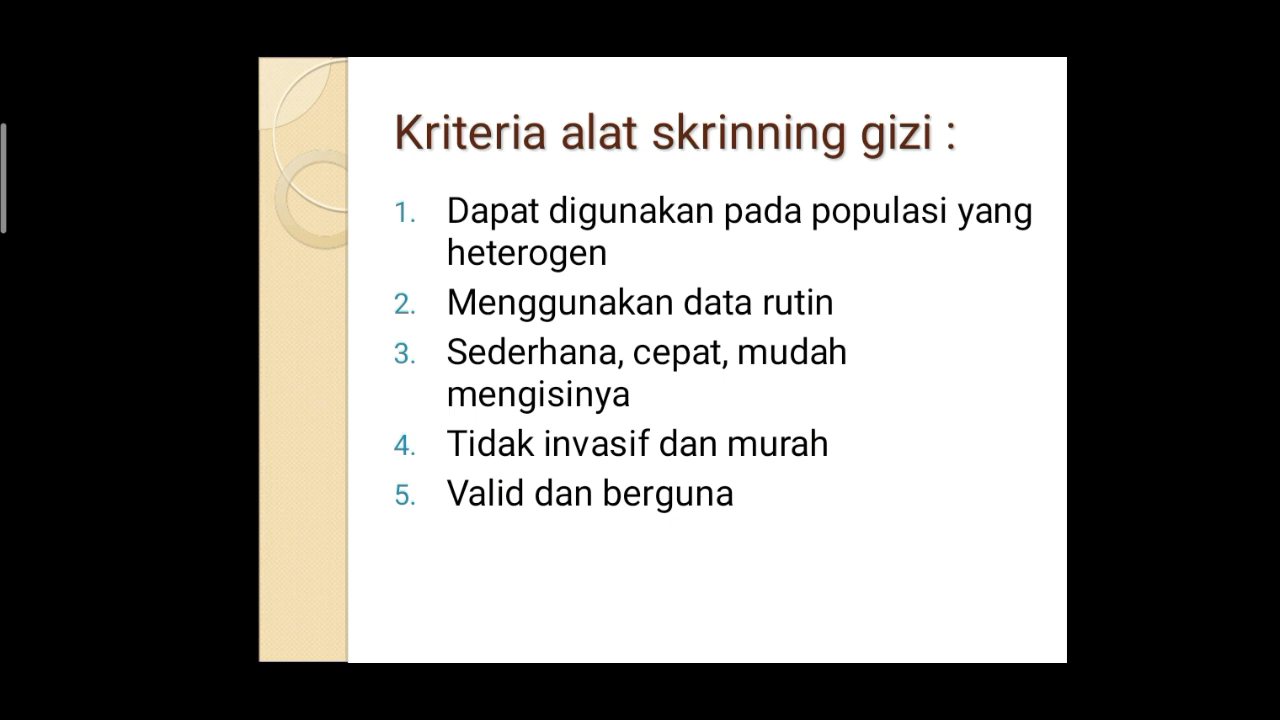 Kriteria alat skrinning gizi :
1. Dapat digunakan pada populasi yang
heterogen
2. Menggunakan data rutin
3. Sederhana, cepat, mudah
mengisinya
4. Tidak invasif dan murah
5. Valid dan berguna